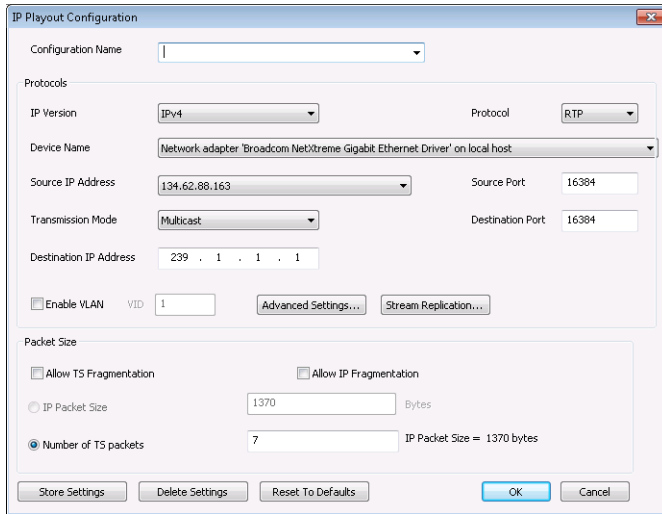 IP Playout Configuration
Configuration Name
Protocols
IP Version IPv4 Protocol RTP
Device Name Network adapter 'Broadcom NetXtreme Gigabit Ethernet Driver' on local host
Source IP Address 134.62.88.163 Source Port 16384
Transmission Mode Multicast Destination Port 16384
Destination IP Address 239 . 1 . 1 . 1
Enable VLAN VID 1 Advanced Settings... Stream Replication...
Packet Size
Allow TS Fragmentation Allow IP Fragmentation
IP Packet Size 1370 Bytes
Number of TS packets 7 IP Packet Size = 1370 bytes
Store Settings Delete Settings Reset To Defaults OK Cancel